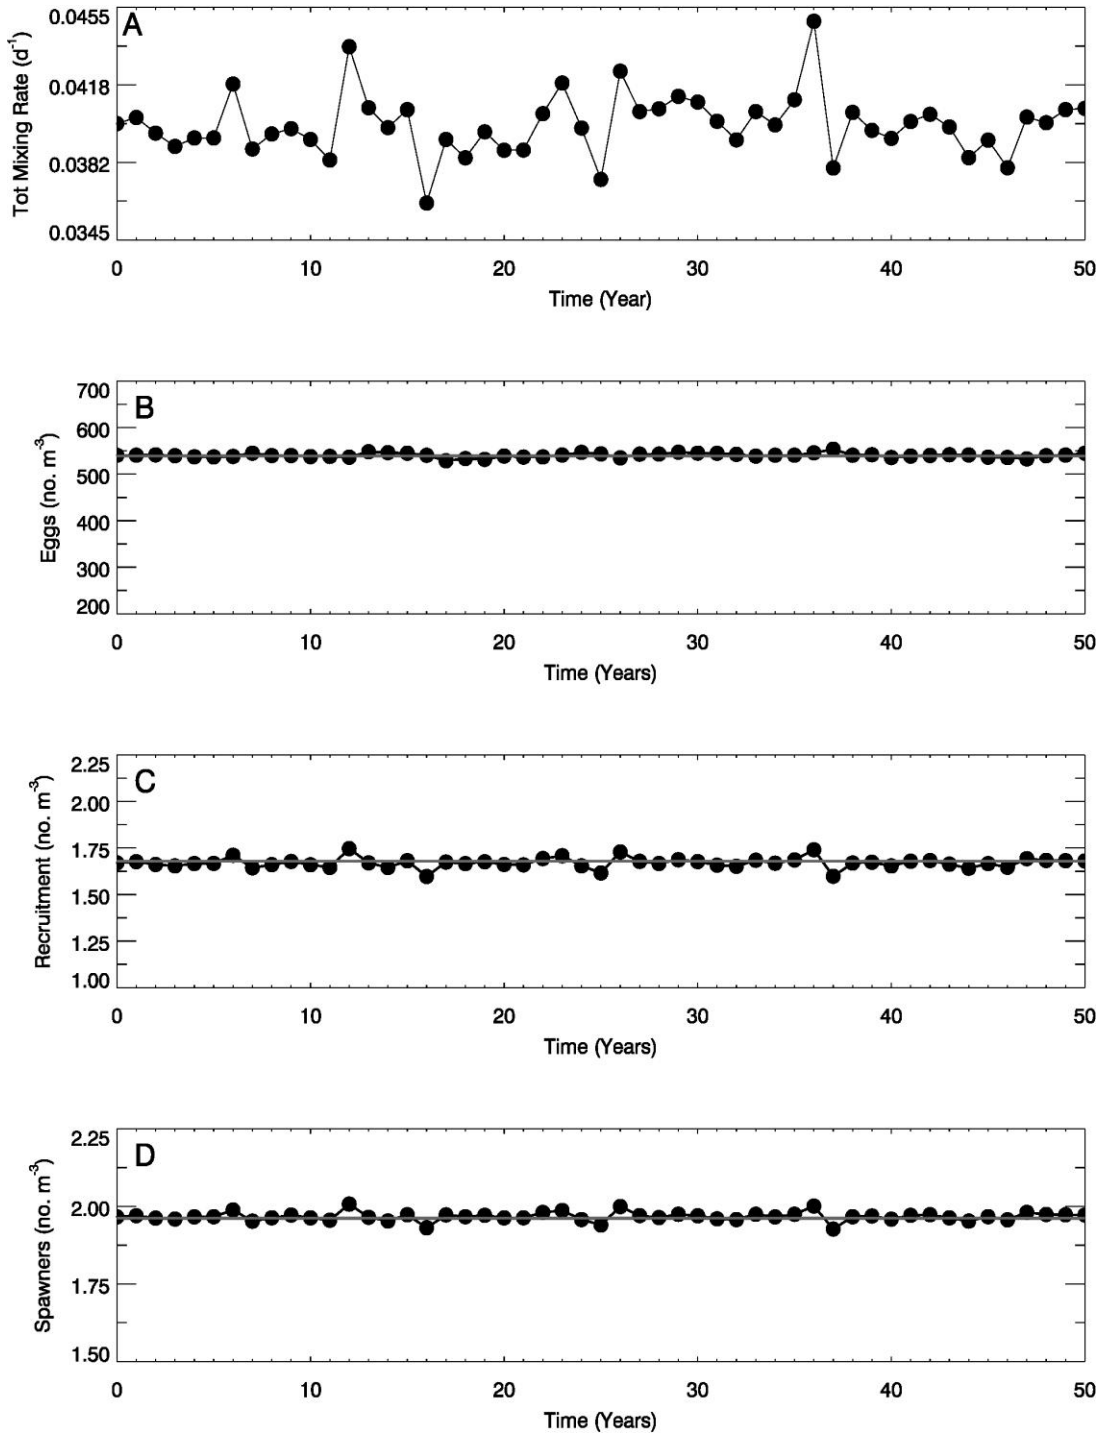 A
Tot Mixing Rate (d⁻¹)
0.0455
0.0418
0.0382
0.0345
0 10 20 30 40 50
Time (Year)
B
Eggs (no. m⁻³)
700
600
500
400
300
200
0 10 20 30 40 50
Time (Years)
C
Recruitment (no. m⁻³)
2.25
2.00
1.75
1.50
1.25
1.00
0 10 20 30 40 50
Time (Years)
D
Spawners (no. m⁻³)
2.25
2.00
1.75
1.50
0 10 20 30 40 50
Time (Years)